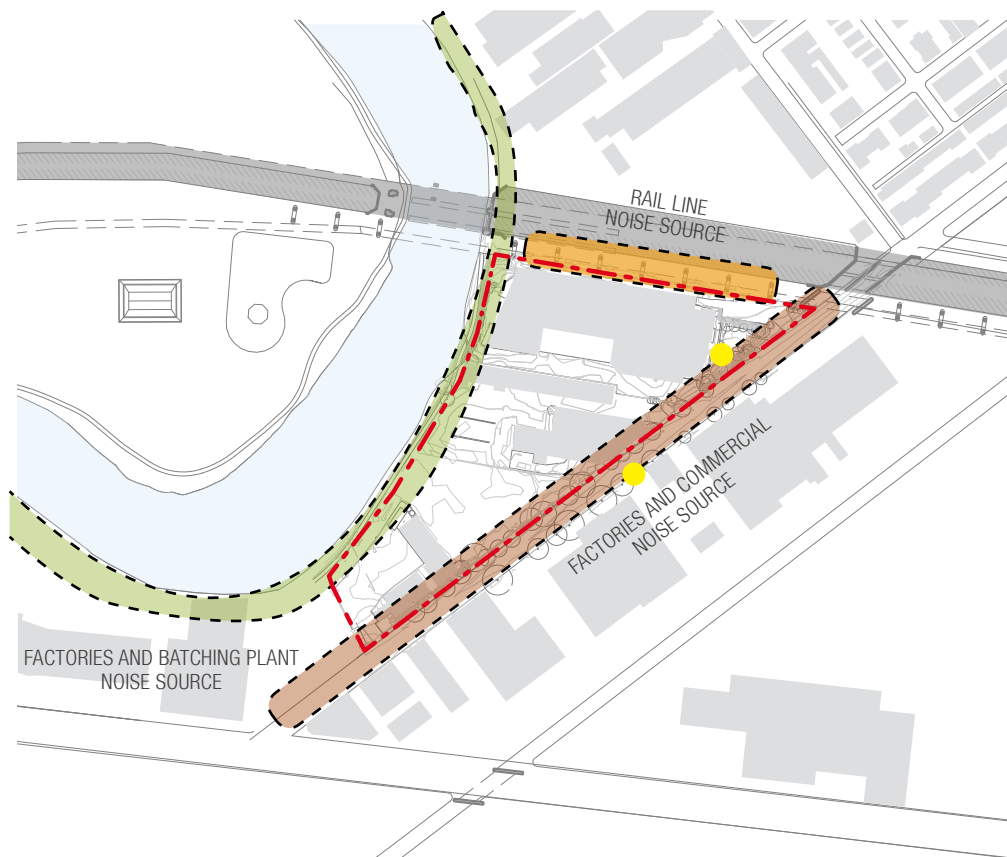 RAIL LINE
NOISE SOURCE
FACTORIES AND COMMERCIAL
NOISE SOURCE
FACTORIES AND BATCHING PLANT
NOISE SOURCE